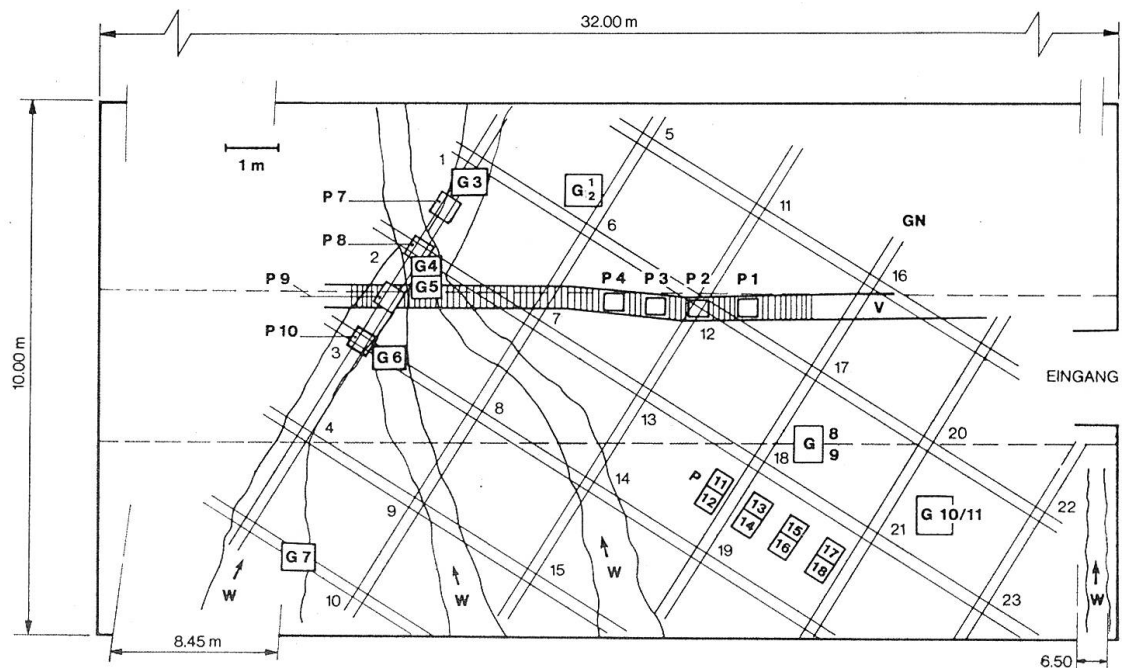 32.00 m
10.00 m
1 m
1
5
G3
G 1/2
P 7
11
6
GN
P 8
2
G4
16
P 9
G5
P 4
P 3
P 2
P 1
V
7
12
P 10
3
G 6
17
EINGANG
8
4
13
G 8
9
20
18
P
11
12
13
14
15
16
17
18
14
9
G 10/11
22
21
G 7
19
W
W
W
W
15
10
23
8.45 m
6.50